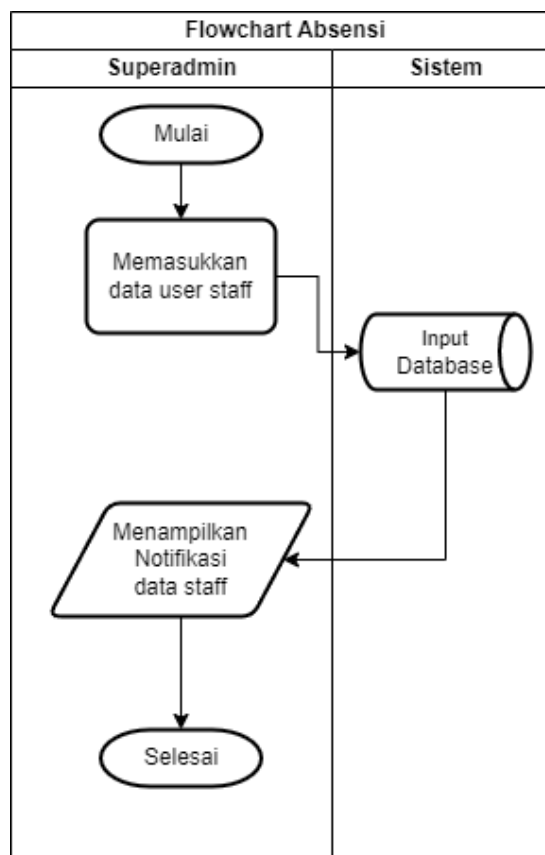 Flowchart Absensi
Superadmin
Sistem
Mulai
Memasukkan
data user staff
Input
Database
Menampilkan
Notifikasi
data staff
Selesai